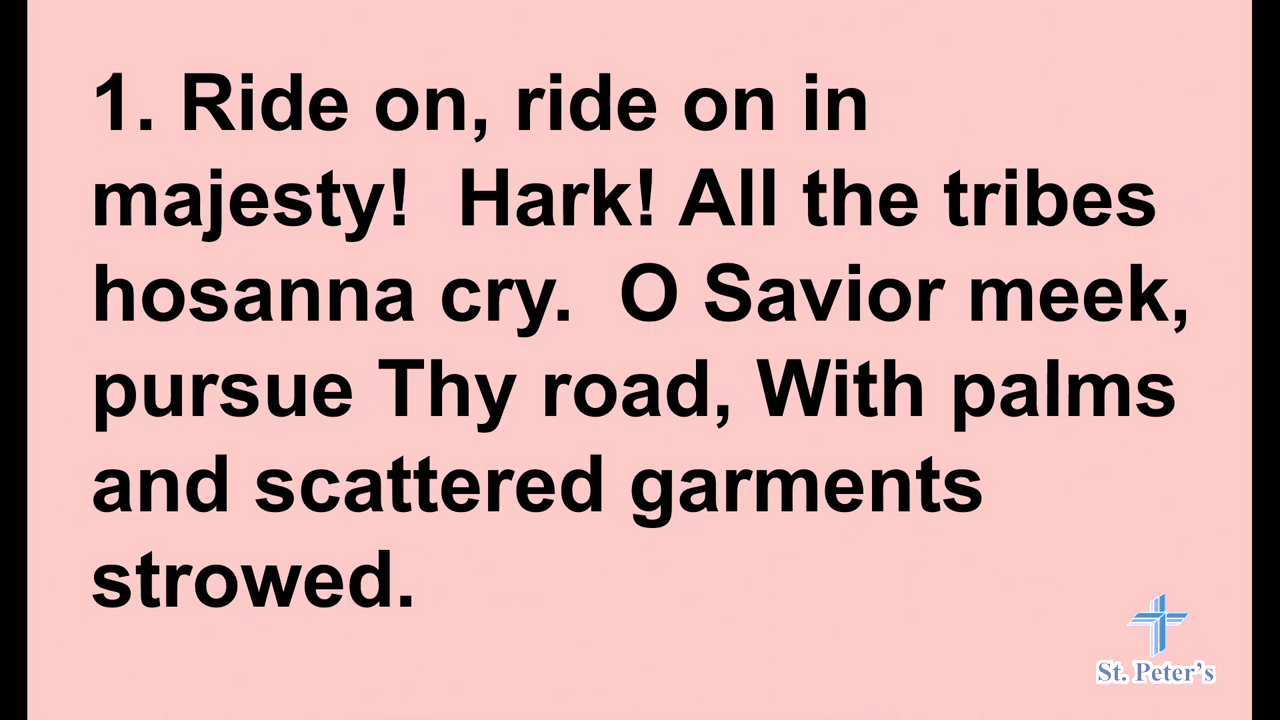 1. Ride on, ride on in
majesty!  Hark! All the tribes
hosanna cry.  O Savior meek,
pursue Thy road, With palms
and scattered garments
strowed.
St. Peter's